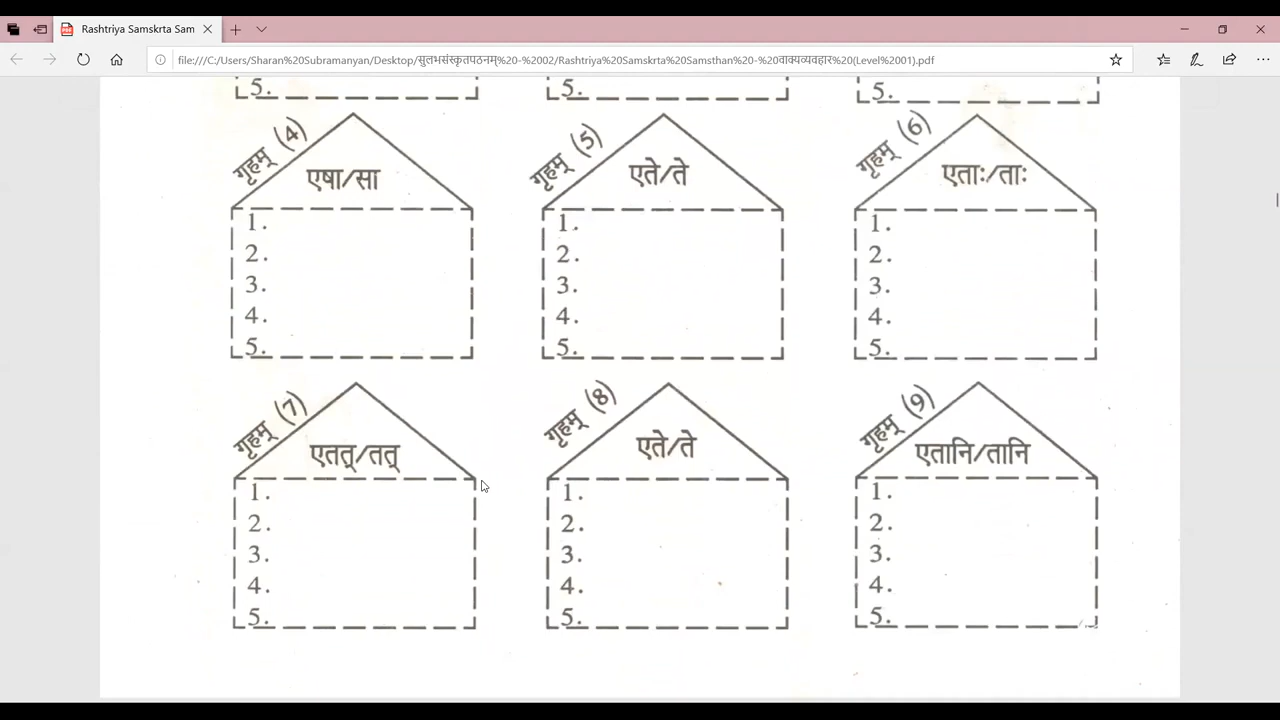 Rashtriya Samskrta Sam
file:///C:/Users/Sharan%20Subramanyan/Desktop/सुलभसंस्कृतपठनम्%20-%2002/Rashtriya%20Samskrta%20Samsthan%20-%20वाक्यव्यवहार%20(Level%2001).pdf
5. 5. 5.
गृहम् (4) गृहम् (5) गृहम् (6)
एषा/सा एते/ते एताः/ताः
1. 1. 1.
2. 2. 2.
3. 3. 3.
4. 4. 4.
5. 5. 5.
गृहम् (7) गृहम् (8) गृहम् (9)
एतत्/तत् एते/ते एतानि/तानि
1. 1. 1.
2. 2. 2.
3. 3. 3.
4. 4. 4.
5. 5. 5.